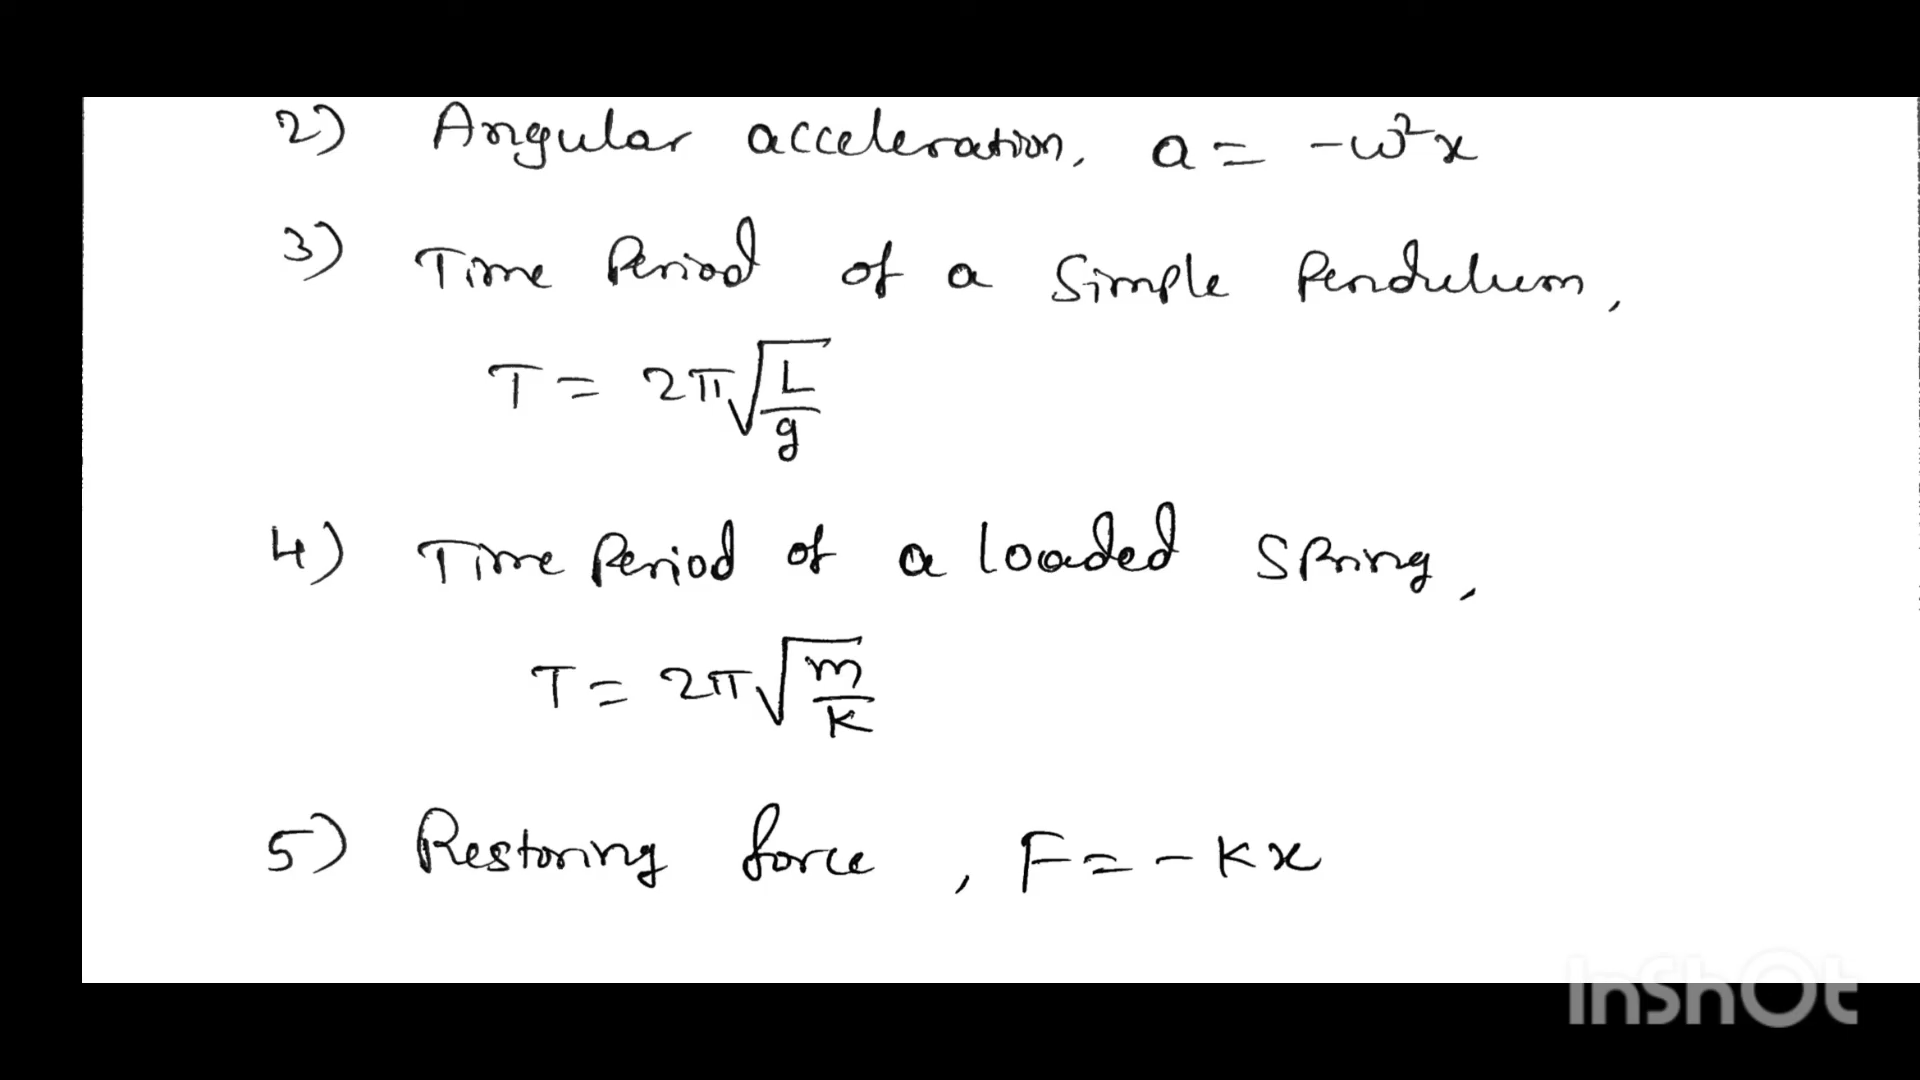 2) Angular acceleration, a = -ω²x
3) Time Period of a Simple Pendulum,
T = 2π√(L/g)
4) Time Period of a loaded Spring,
T = 2π√(m/K)
5) Restoring force, F = -Kx
InShOt